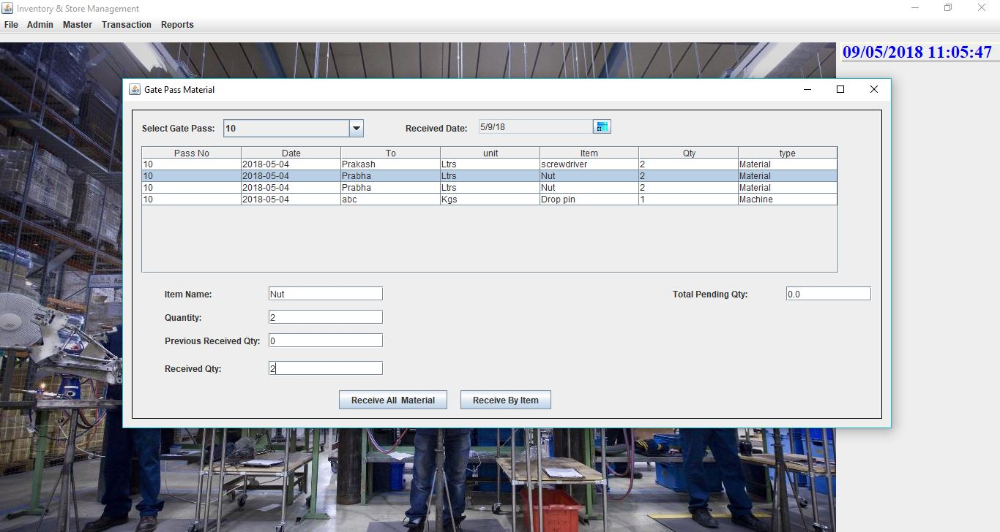 Inventory & Store Management
File Admin Master Transaction Reports
09/05/2018 11:05:47
Gate Pass Material
Select Gate Pass: 10 Received Date: 5/9/18
Pass No Date To unit Item Qty type
10 2018-05-04 Prakash Ltrs screwdriver 2 Material
10 2018-05-04 Prabha Ltrs Nut 2 Material
10 2018-05-04 Prabha Ltrs Nut 2 Material
10 2018-05-04 abc Kgs Drop pin 1 Machine
Item Name: Nut Total Pending Qty: 0.0
Quantity: 2
Previous Received Qty: 0
Received Qty: 2
Receive All Material Receive By Item